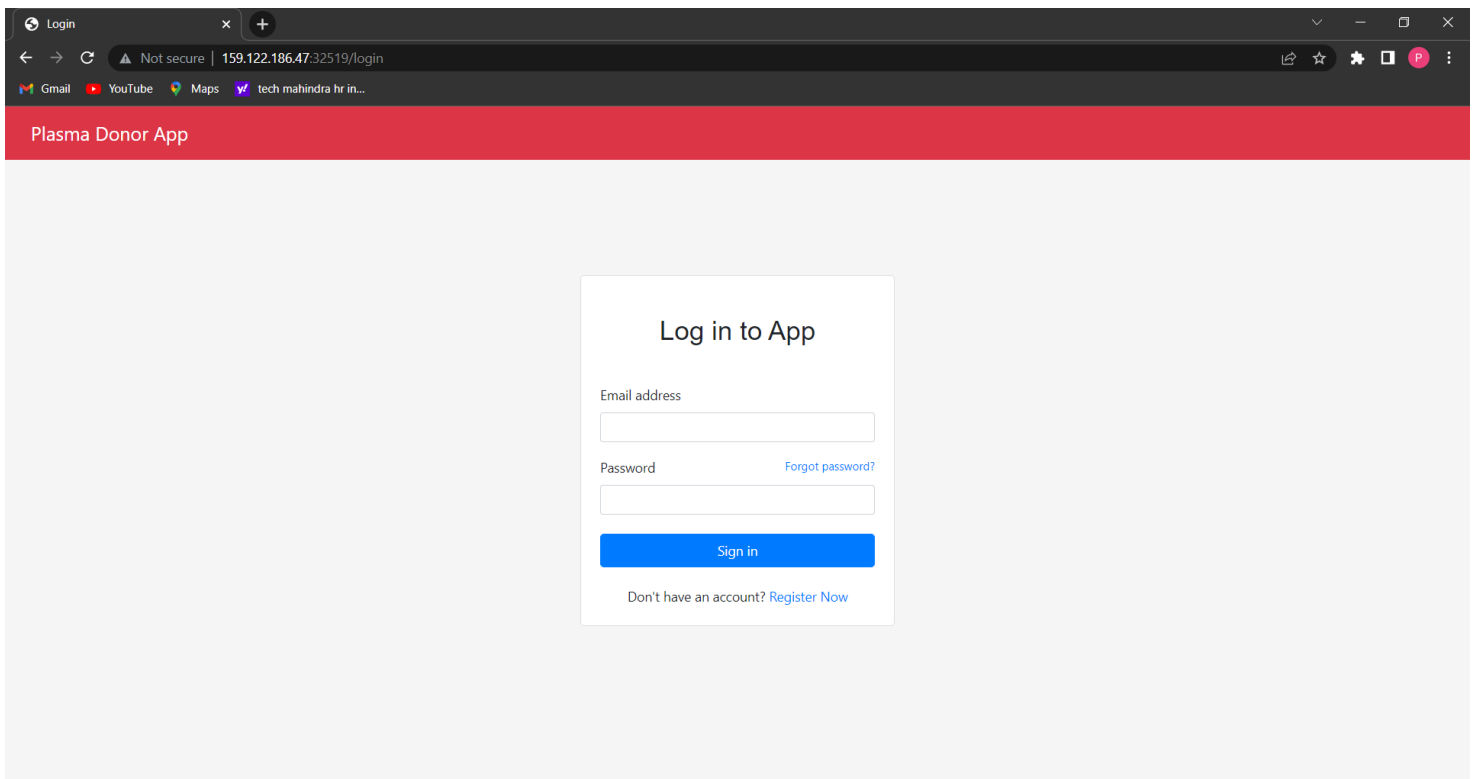 Login
Not secure | 159.122.186.47:32519/login
P
Gmail YouTube Maps tech mahindra hr in...
Plasma Donor App
Log in to App
Email address
Password Forgot password?
Sign in
Don't have an account? Register Now